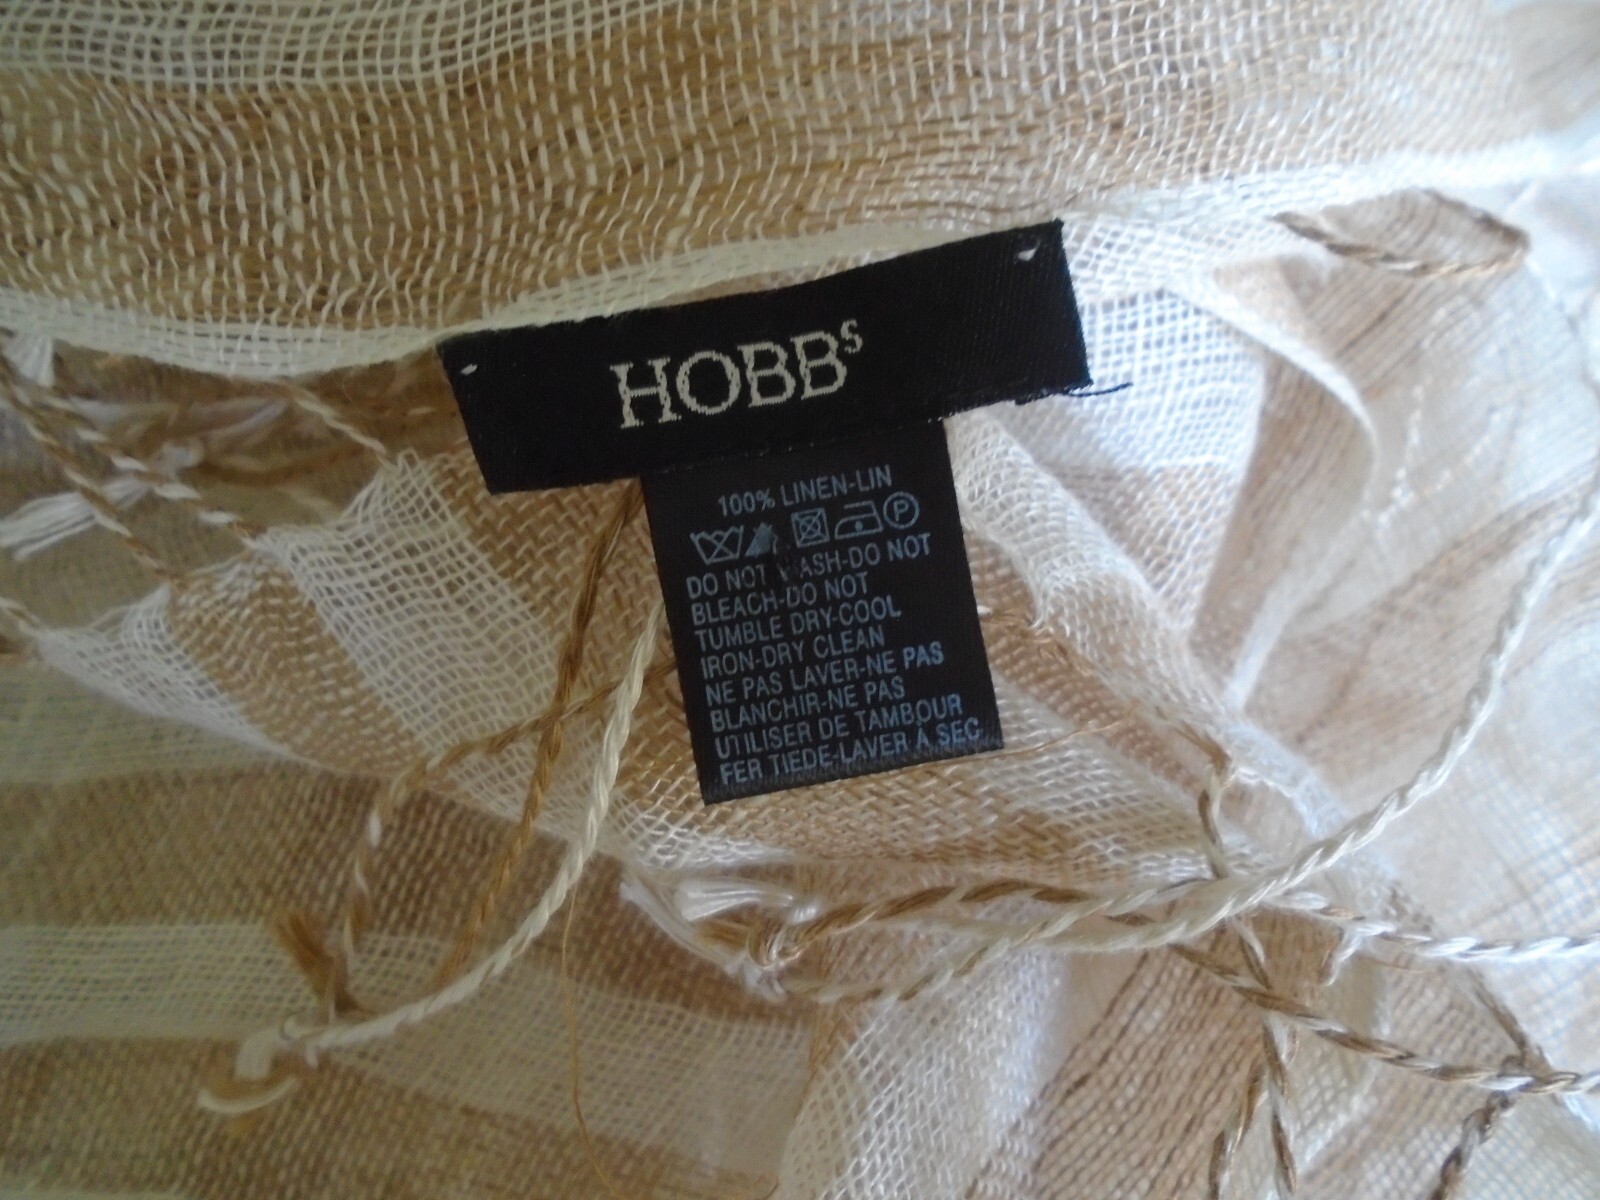 HOBBS
100% LINEN-LIN
P
DO NOT WASH-DO NOT
BLEACH-DO NOT
TUMBLE DRY-COOL
IRON-DRY CLEAN
NE PAS LAVER-NE PAS
BLANCHIR-NE PAS
UTILISER DE TAMBOUR
FER TIEDE-LAVER À SEC